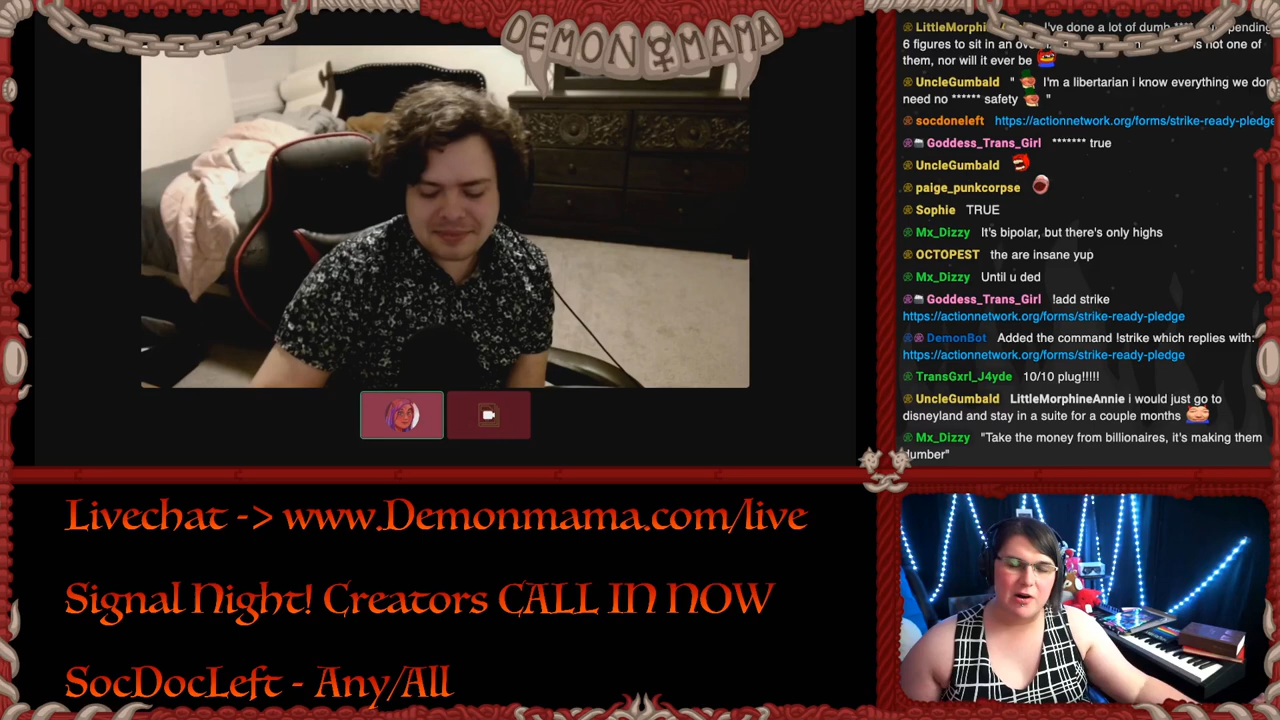 DEMON MAMA
LittleMorphi I've done a lot of dumb **** pending
6 figures to sit in an ov is not one of
them, nor will it ever be
UncleGumbald " I'm a libertarian i know everything we don
need no ****** safety "
socdoneleft https://actionnetwork.org/forms/strike-ready-pledge
Goddess_Trans_Girl ******* true
UncleGumbald
paige_punkcorpse
Sophie TRUE
Mx_Dizzy It's bipolar, but there's only highs
OCTOPEST the are insane yup
Mx_Dizzy Until u ded
Goddess_Trans_Girl !add strike
https://actionnetwork.org/forms/strike-ready-pledge
DemonBot Added the command !strike which replies with:
https://actionnetwork.org/forms/strike-ready-pledge
TransGxrl_J4yde 10/10 plug!!!!!
UncleGumbald LittleMorphineAnnie i would just go to
disneyland and stay in a suite for a couple months
Mx_Dizzy "Take the money from billionaires, it's making them
dumber"
Livechat -> www.Demonmama.com/live
Signal Night! Creators CALL IN NOW
SocDocLeft - Any/All